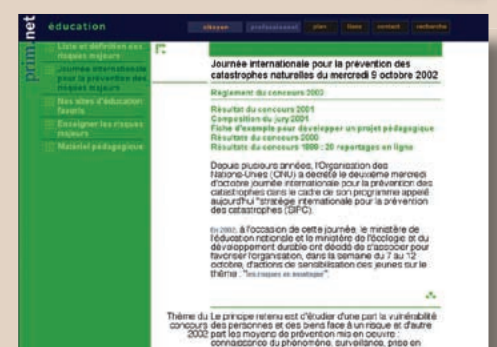 prim.net
éducation
citoyen professionnel plan liens contact recherche
Liste et définition des
risques majeurs
Journée internationale
pour la prévention des
risques majeurs
Nos sites d'éducation
favoris
Enseigner les risques
majeurs
Matériel pédagogique
Journée internationale pour la prévention des
catastrophes naturelles du mercredi 9 octobre 2002
Règlement du concours 2002
Résultat du concours 2001
Composition du jury 2001
Fiche d'exemple pour développer un projet pédagogique
Résultats du concours 2000
Résultats du concours 1999 : 20 reportages en ligne
Depuis plusieurs années, l'Organisation des
Nations-Unies (ONU) a décrété le deuxième mercredi
d'octobre journée internationale pour la prévention des
catastrophes dans le cadre de son programme appelé
aujourd'hui "stratégie internationale pour la prévention
des catastrophes (SIPC).
En 2002, à l'occasion de cette journée, le ministère de
l'éducation nationale et le ministère de l'écologie et du
développement durable ont décidé de s'associer pour
favoriser l'organisation, dans la semaine du 7 au 12
octobre, d'actions de sensibilisation des jeunes sur le
thème : "les risques en montagne".
Thème du concours 2002
Le principe retenu est d'étudier d'une part la vulnérabilité
des personnes et des biens face à un risque et d'autre
part les moyens de prévention mis en oeuvre :
connaissance du phénomène, surveillance, prise en